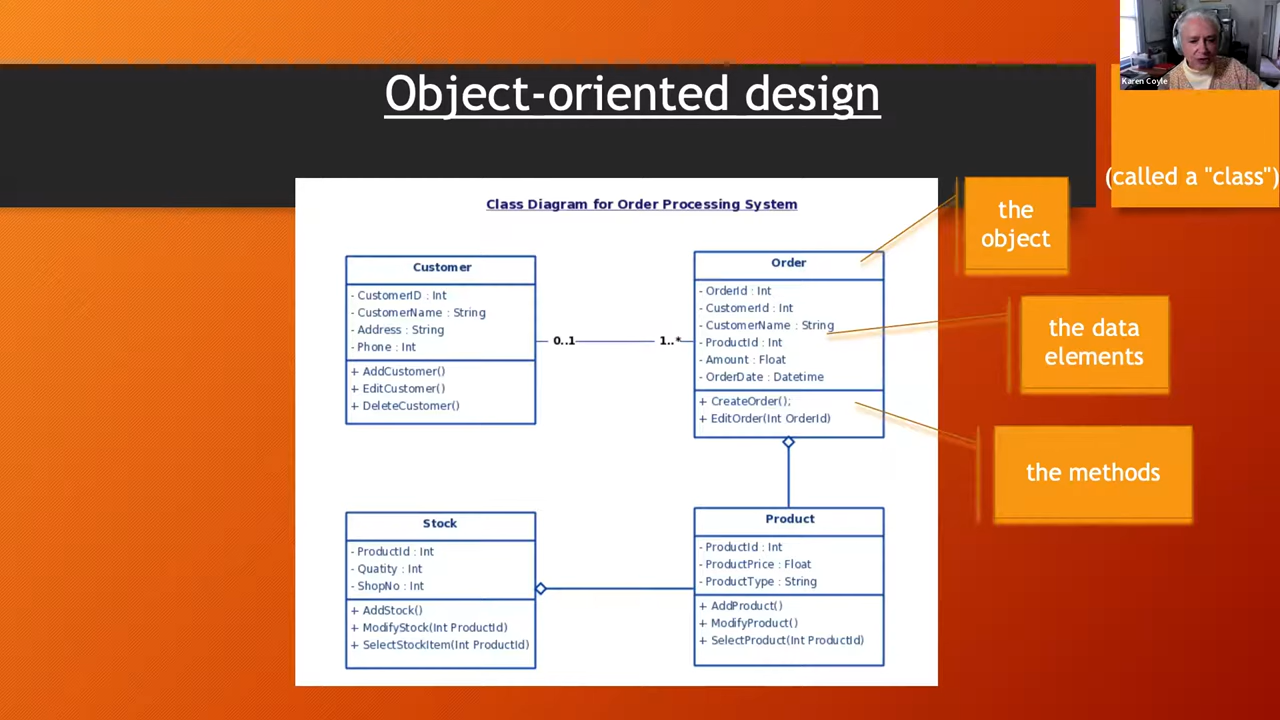 Karen Coyle
Object-oriented design
(called a "class")
the
object
the data
elements
the methods
Class Diagram for Order Processing System
Customer
- CustomerID : Int
- CustomerName : String
- Address : String
- Phone : Int
+ AddCustomer()
+ EditCustomer()
+ DeleteCustomer()
0..1
1..*
Order
- OrderId : Int
- CustomerId : Int
- CustomerName : String
- ProductId : Int
- Amount : Float
- OrderDate : Datetime
+ CreateOrder();
+ EditOrder(Int OrderId)
Stock
- ProductId : Int
- Quatity : Int
- ShopNo : Int
+ AddStock()
+ ModifyStock(Int ProductId)
+ SelectStockItem(Int ProductId)
Product
- ProductId : Int
- ProductPrice : Float
- ProductType : String
+ AddProduct()
+ ModifyProduct()
+ SelectProduct(Int ProductId)